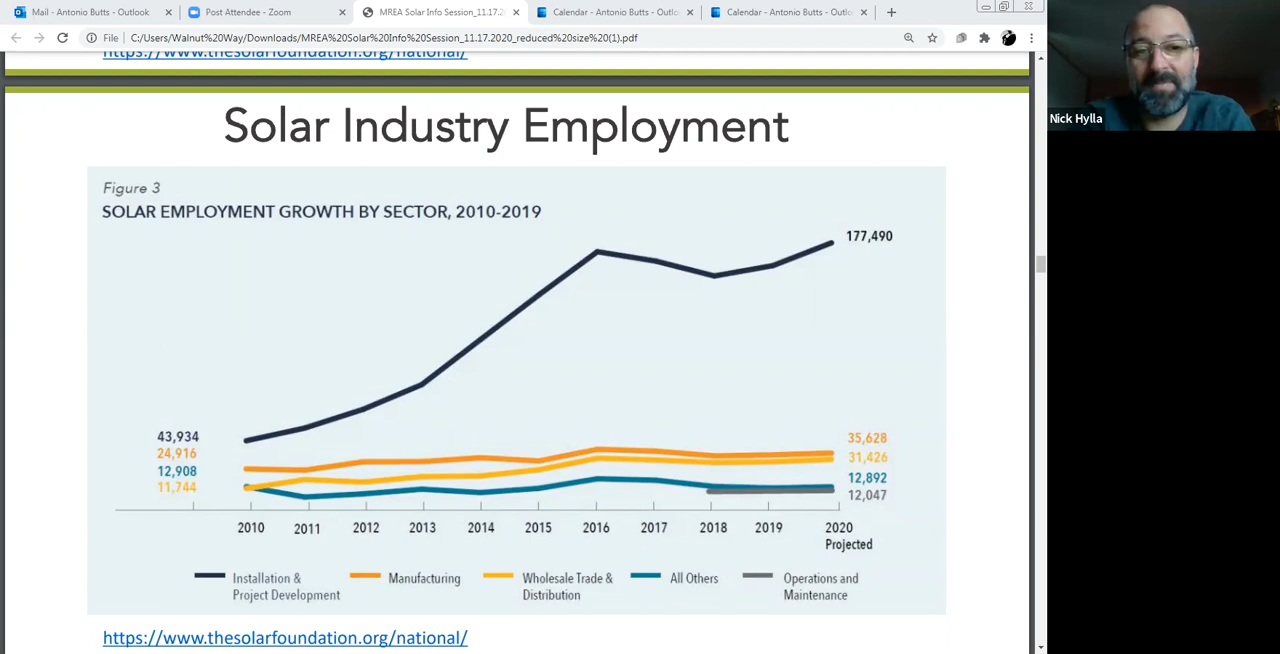 Mail - Antonio Butts - Outlook
Post Attendee - Zoom
MREA Solar Info Session_11.17.2
Calendar - Antonio Butts - Outlo
Calendar - Antonio Butts - Outlo
File
C:/Users/Walnut%20Way/Downloads/MREA%20Solar%20Info%20Session_11.17.2020_reduced%20size%20(1).pdf
https://www.thesolarfoundation.org/national/
Nick Hylla
Solar Industry Employment
Figure 3
SOLAR EMPLOYMENT GROWTH BY SECTOR, 2010-2019
177,490
43,934
24,916
12,908
11,744
35,628
31,426
12,892
12,047
2010 2011 2012 2013 2014 2015 2016 2017 2018 2019 2020
Projected
Installation &
Project Development
Manufacturing
Wholesale Trade &
Distribution
All Others
Operations and
Maintenance
https://www.thesolarfoundation.org/national/